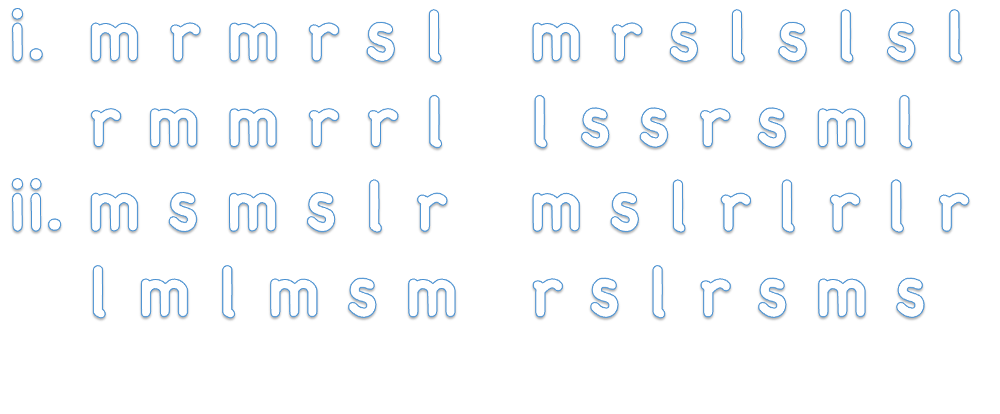 i. m r m r s l m r s l s l s l
r m m r r l l s s r s m l
ii. m s m s l r m s l r l r l r
l m l m s m r s l r s m s